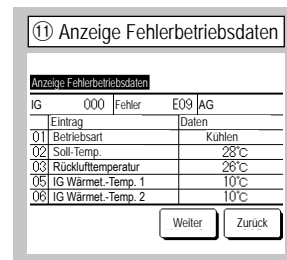 ⑪ Anzeige Fehlerbetriebsdaten
Anzeige Fehlerbetriebsdaten
IG 000 Fehler E09 AG
Eintrag Daten
01 Betriebsart Kühlen
02 Soll-Temp. 28°C
03 Rücklufttemperatur 26°C
05 IG Wärmet.-Temp. 1 10°C
06 IG Wärmet.-Temp. 2 10°C
Weiter Zurück